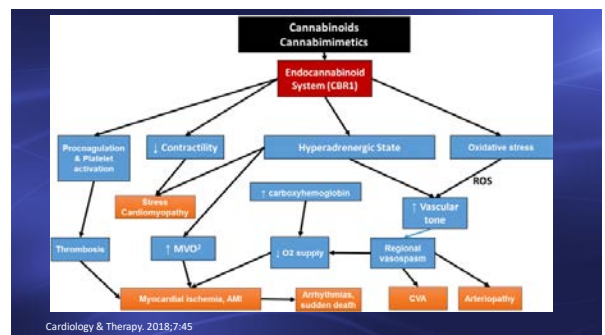 Cannabinoids
Cannabimimetics
Endocannabinoid
System (CBR1)
Procoagulation
& Platelet
activation
↓ Contractility
Hyperadrenergic State
Oxidative stress
ROS
↑ carboxyhemoglobin
Stress
Cardiomyopathy
↑ Vascular
tone
Thrombosis
↑ MVO²
↓ O2 supply
Regional
vasospasm
Myocardial ischemia, AMI
Arrhythmias,
sudden death
CVA
Arteriopathy
Cardiology & Therapy. 2018;7:45